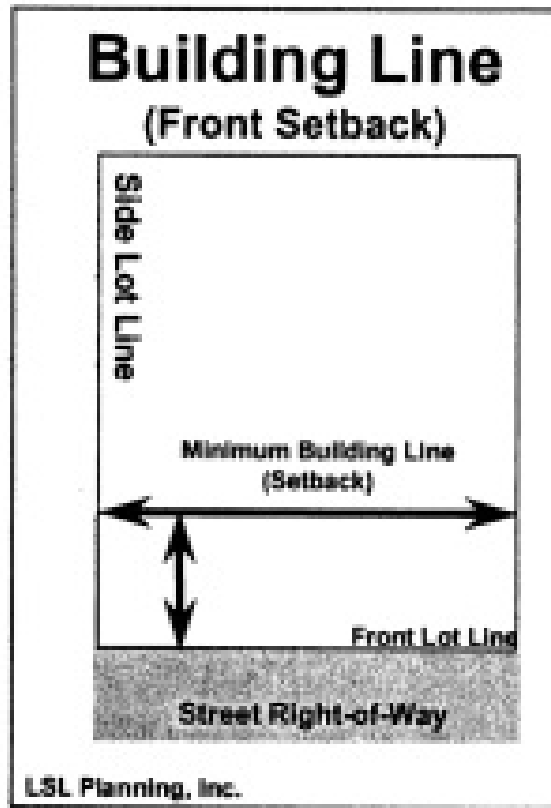 Building Line
(Front Setback)
Side Lot Line
Minimum Building Line
(Setback)
Front Lot Line
Street Right-of-Way
LSL Planning, Inc.